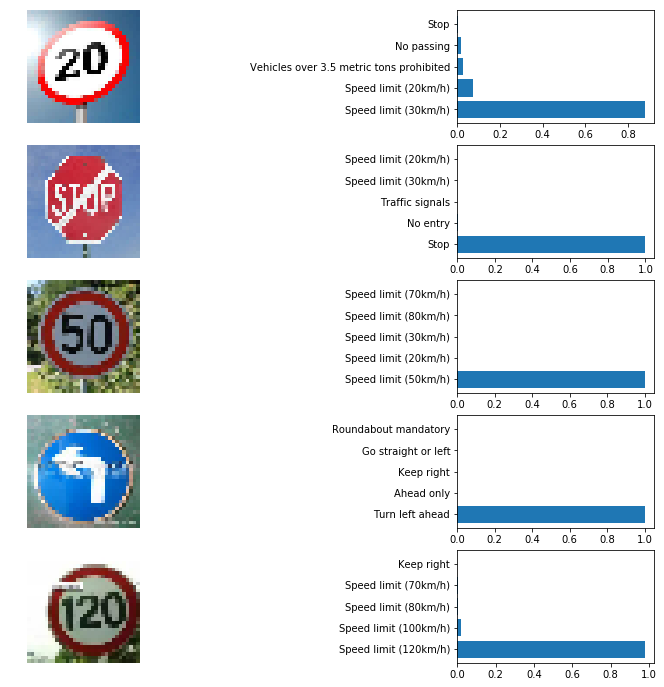 20
Stop
No passing
Vehicles over 3.5 metric tons prohibited
Speed limit (20km/h)
Speed limit (30km/h)
0.0 0.2 0.4 0.6 0.8
STOP
Speed limit (20km/h)
Speed limit (30km/h)
Traffic signals
No entry
Stop
0.0 0.2 0.4 0.6 0.8 1.0
50
Speed limit (70km/h)
Speed limit (80km/h)
Speed limit (30km/h)
Speed limit (20km/h)
Speed limit (50km/h)
0.0 0.2 0.4 0.6 0.8 1.0
Roundabout mandatory
Go straight or left
Keep right
Ahead only
Turn left ahead
0.0 0.2 0.4 0.6 0.8 1.0
120
Keep right
Speed limit (70km/h)
Speed limit (80km/h)
Speed limit (100km/h)
Speed limit (120km/h)
0.0 0.2 0.4 0.6 0.8 1.0